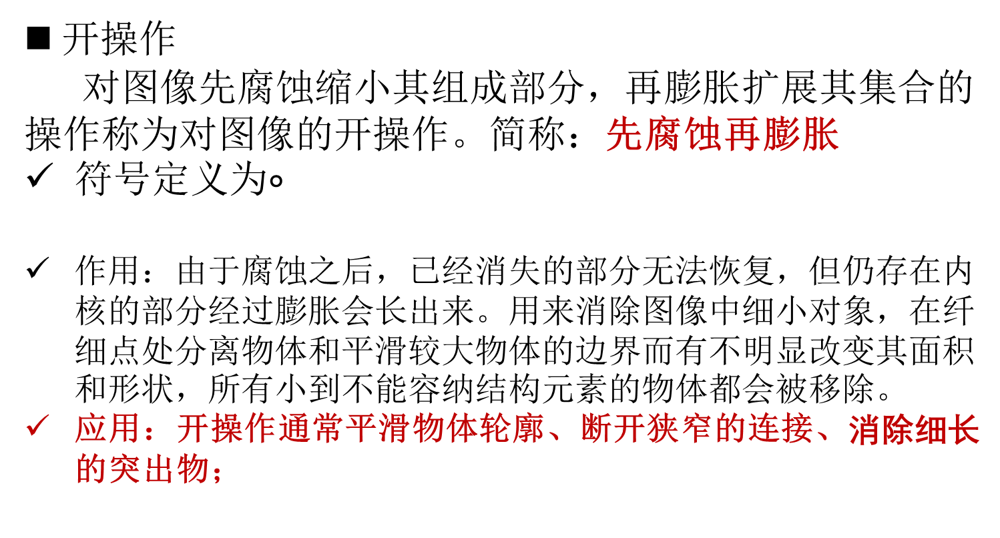 ■ 开操作
对图像先腐蚀缩小其组成部分，再膨胀扩展其集合的
操作称为对图像的开操作。简称：先腐蚀再膨胀
✓ 符号定义为∘
✓ 作用：由于腐蚀之后，已经消失的部分无法恢复，但仍存在内
核的部分经过膨胀会长出来。用来消除图像中细小对象，在纤
细点处分离物体和平滑较大物体的边界而有不明显改变其面积
和形状，所有小到不能容纳结构元素的物体都会被移除。
✓ 应用：开操作通常平滑物体轮廓、断开狭窄的连接、消除细长
的突出物；